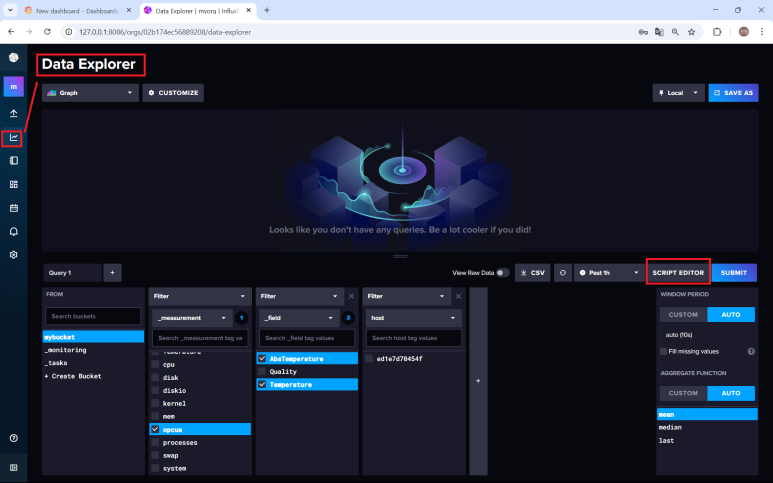 New dashboard - Dashboards
Data Explorer | myorg | Influx
127.0.0.1:8086/orgs/02b174ec56889208/data-explorer
m
Data Explorer
Graph
CUSTOMIZE
Local
SAVE AS
Looks like you don't have any queries. Be a lot cooler if you did!
Query 1
+
View Raw Data
CSV
Past 1h
SCRIPT EDITOR
SUBMIT
FROM
Search buckets
mybucket
_monitoring
_tasks
+ Create Bucket
Filter
_measurement
1
Search _measurement tag va
cpu
disk
diskio
kernel
mem
opcua
processes
swap
system
Filter
_field
2
Search _field tag values
AbsTemperature
Quality
Temperature
Filter
host
Search host tag values
ed1e7d78454f
+
WINDOW PERIOD
CUSTOM
AUTO
auto (10s)
Fill missing values
?
AGGREGATE FUNCTION
CUSTOM
AUTO
mean
median
last